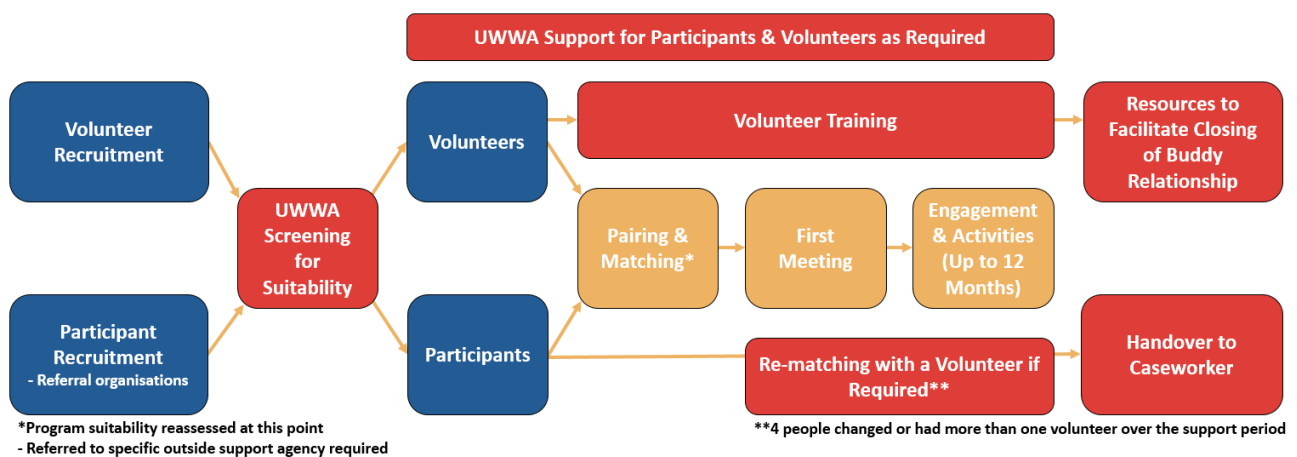 UWWA Support for Participants & Volunteers as Required
Volunteer
Recruitment
Volunteers
Volunteer Training
Resources to
Facilitate Closing
of Buddy
Relationship
UWWA
Screening
for
Suitability
Pairing &
Matching*
First
Meeting
Engagement
& Activities
(Up to 12
Months)
Participant
Recruitment
- Referral organisations
Participants
Re-matching with a Volunteer if
Required**
Handover to
Caseworker
*Program suitability reassessed at this point
- Referred to specific outside support agency required
**4 people changed or had more than one volunteer over the support period